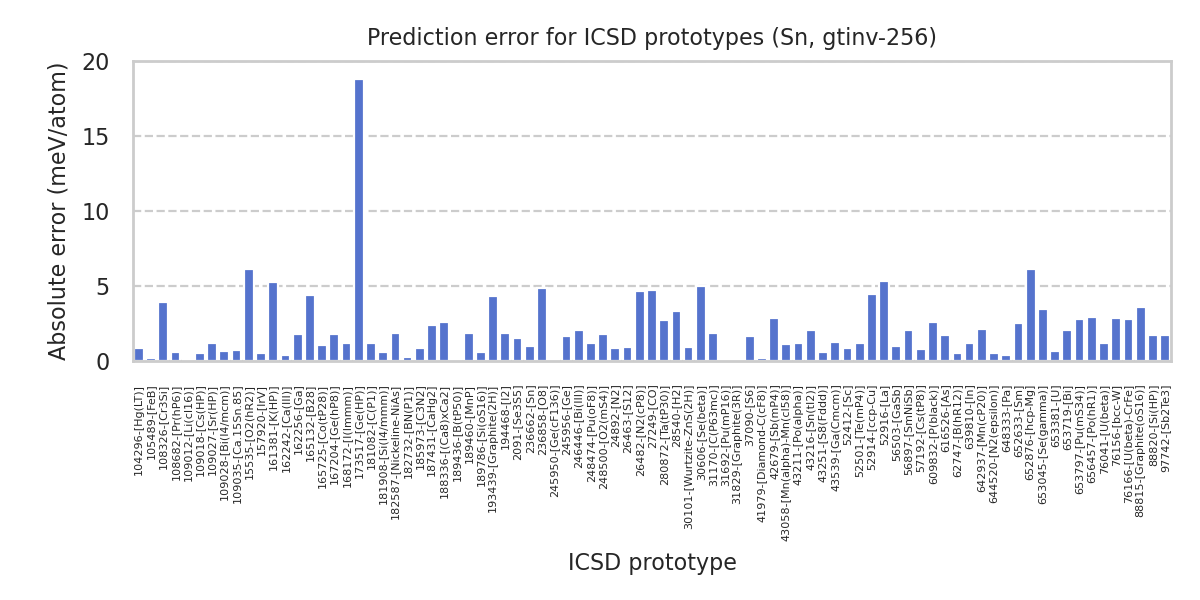 Prediction error for ICSD prototypes (Sn, gtinv-256)
Absolute error (meV/atom)
20
15
10
5
0
104296-[Hg(LT)]
105489-[FeB]
108326-[Cr3Si]
108682-[Pr(hP6)]
109012-[Li(cI16)]
109018-[Cs(HP)]
109027-[Sr(HP)]
109028-[Bi(I4/mcm)]
109035-[Ca.15Sn.85]
15535-[O2(hR2)]
157920-[IrV]
161381-[K(HP)]
162242-[Ca(III)]
162256-[Ga]
165132-[B28]
165725-[Co(tP28)]
167204-[Ge(hP8)]
168172-[I(Immm)]
173517-[Ge(HP)]
181082-[C(P1)]
181908-[Si(I4/mmm)]
182587-[Nickeline-NiAs]
182732-[BN(P1)]
185973-[C3N2]
187431-[CaHg2]
188336-[(Ca8)xCa2]
189436-[B(tP50)]
189460-[MnP]
189786-[Si(oS16)]
193439-[Graphite(2H)]
194468-[I2]
2091-[Se3S5]
236662-[Sn]
236858-[O8]
245950-[Ge(cF136)]
245956-[Ge]
246446-[Bi(III)]
248474-[Pu(oF8)]
248500-[O2(mS4)]
24892-[N2]
26463-[S12]
26482-[N2(cP8)]
27249-[CO]
280872-[Te(tP30)]
28540-[H2]
30101-[Wurtzite-ZnS(2H)]
30606-[Se(beta)]
31170-[C(P63mc)]
31692-[Pu(mP16)]
31829-[Graphite(3R)]
37090-[S6]
41979-[Diamond-C(cF8)]
42679-[Sb(mP4)]
43058-[Mn(alpha)-Mn(cI58)]
43211-[Po(alpha)]
43216-[Sn(tI2)]
43251-[S8(Fddd)]
43539-[Ga(Cmcm)]
52412-[Sc]
52501-[Te(mP4)]
52914-[ccp-Cu]
52916-[La]
56503-[GaSb]
56897-[SmNiSb]
57192-[Cs(tP8)]
609832-[P(black)]
616526-[As]
62747-[B(hR12)]
639810-[In]
642937-[Mn(cP20)]
644520-[N2(epsilon)]
648333-[Pa]
652633-[Sm]
652876-[hcp-Mg]
653045-[Se(gamma)]
653381-[U]
653719-[Bi]
653797-[Pu(mS34)]
656457-[Po(hR1)]
76041-[U(beta)]
76156-[bcc-W]
76166-[U(beta)-CrFe]
88815-[Graphite(oS16)]
88820-[Si(HP)]
97742-[Sb2Te3]
ICSD prototype